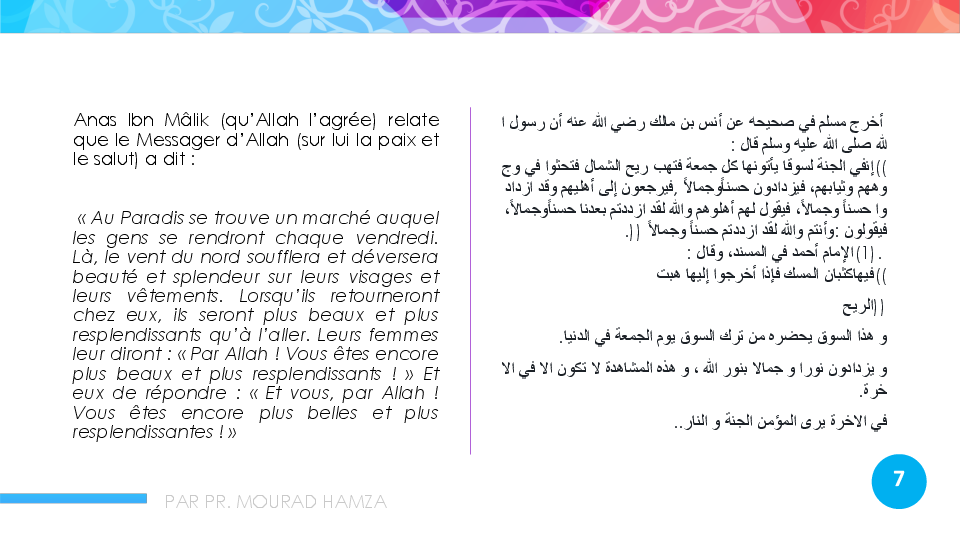 Anas Ibn Mâlik (qu’Allah l’agrée) relate
que le Messager d’Allah (sur lui la paix et
le salut) a dit :
« Au Paradis se trouve un marché auquel
les gens se rendront chaque vendredi.
Là, le vent du nord soufflera et déversera
beauté et splendeur sur leurs visages et
leurs vêtements. Lorsqu’ils retourneront
chez eux, ils seront plus beaux et plus
resplendissants qu’à l’aller. Leurs femmes
leur diront : « Par Allah ! Vous êtes encore
plus beaux et plus resplendissants ! » Et
eux de répondre : « Et vous, par Allah !
Vous êtes encore plus belles et plus
resplendissantes ! »
أخرج مسلم في صحيحه عن أنس بن مالك رضي الله عنه أن رسول ا
لله صلى الله عليه وسلم قال :
((إنفي الجنة لسوقا يأتونها كل جمعة فتهب ريح الشمال فتحثوا في وج
وههم وثيابهم، فيزدادون حسناًوجمالاً ,فيرجعون إلى أهليهم وقد ازداد
وا حسناً وجمالاً، فيقول لهم أهلوهم والله لقد ازددتم بعدنا حسناًوجمالاً،
فيقولون :وأنتم والله لقد ازددتم حسناً وجمالاً )).
. (1)الإمام أحمد في المسند، وقال :
((فيهاكثبان المسك فإذا أخرجوا إليها هبت
))الريح
و هذا السوق يحضره من ترك السوق يوم الجمعة في الدنيا.
و يزدادون نورا و جمالا بنور الله ، و هذه المشاهدة لا تكون الا في الا
خرة.
في الاخرة يرى المؤمن الجنة و النار..
7
PAR PR. MOURAD HAMZA